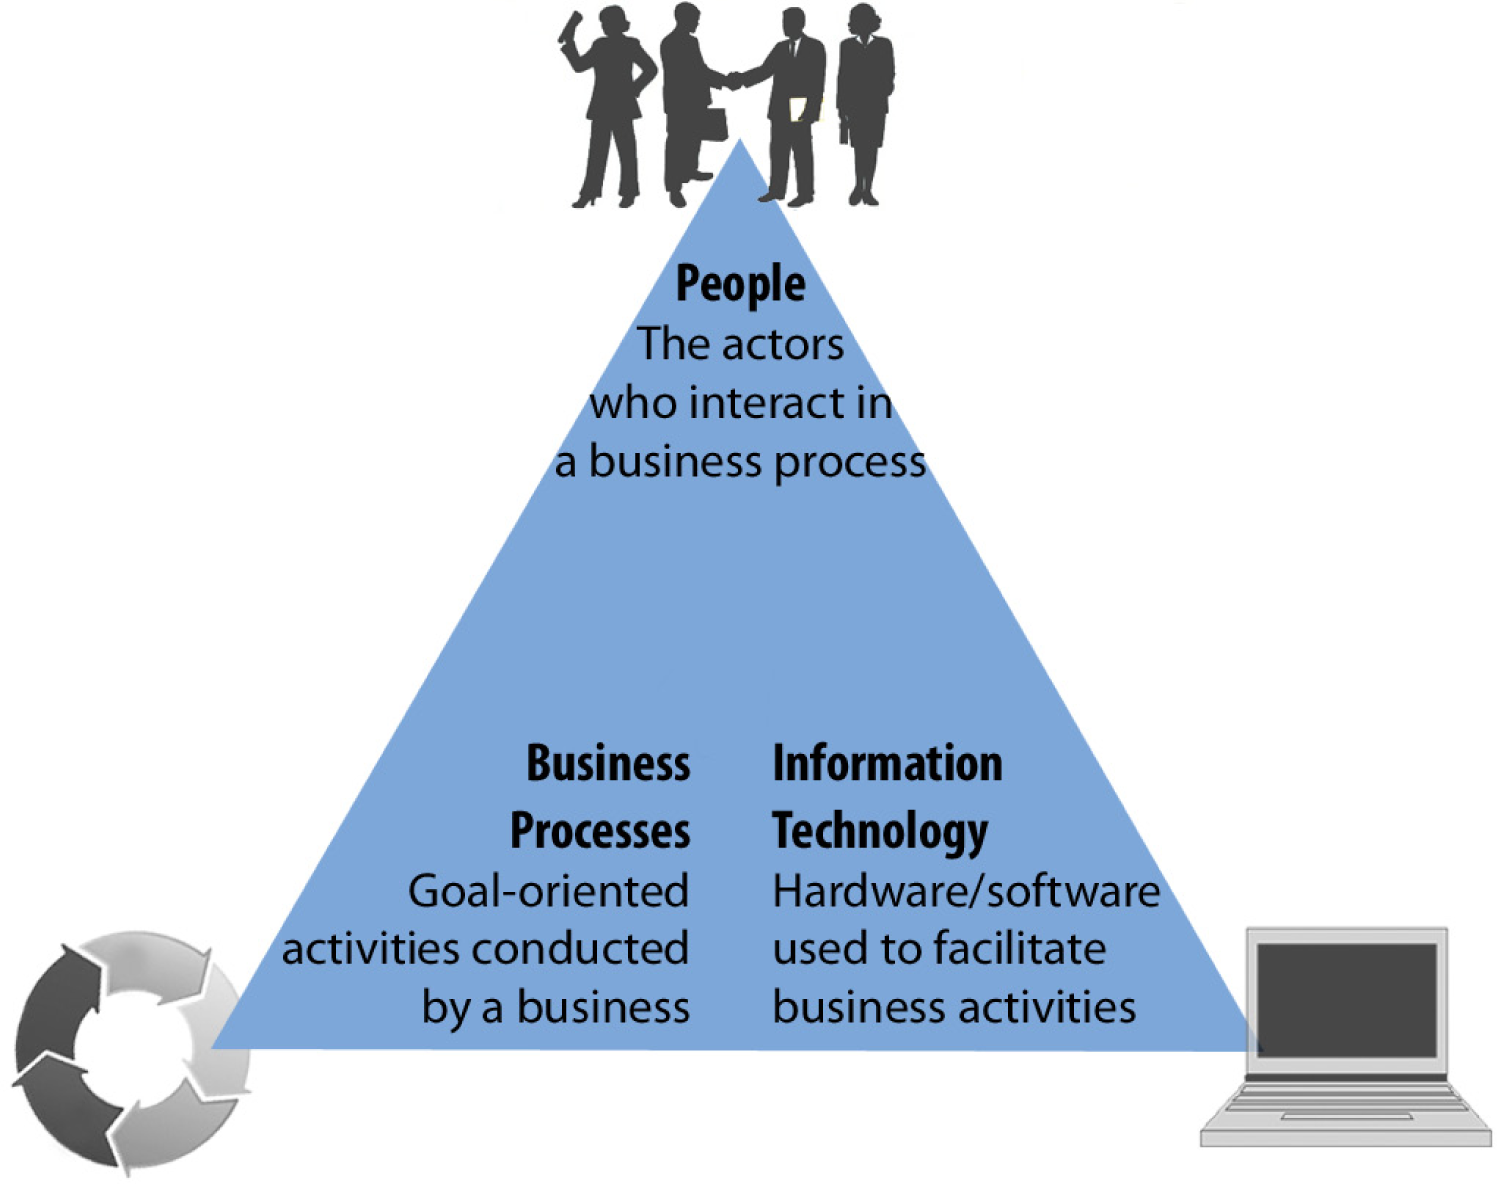 People
The actors
who interact in
a business process
Business
Processes
Goal-oriented
activities conducted
by a business
Information
Technology
Hardware/software
used to facilitate
business activities